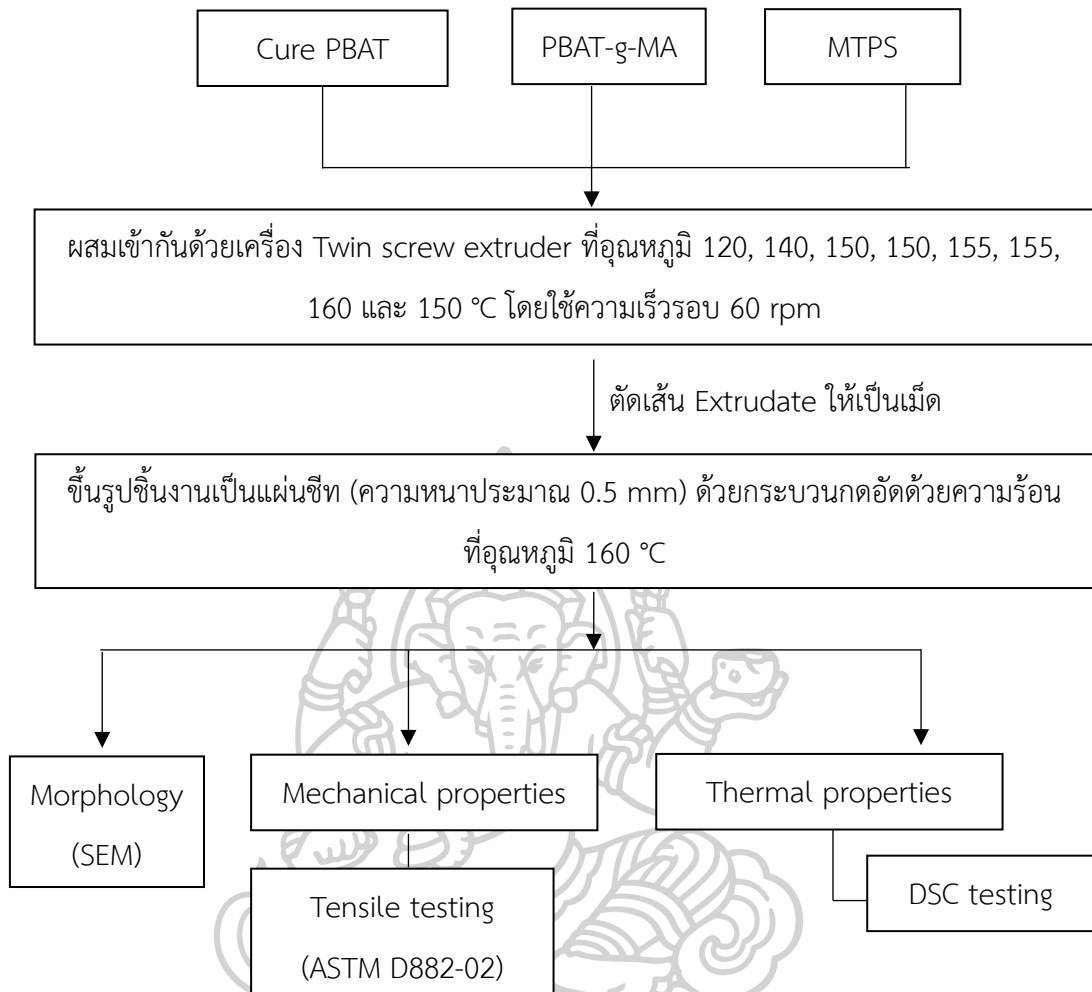 Cure PBAT
PBAT-g-MA
MTPS
ผสมเข้ากันด้วยเครื่อง Twin screw extruder ที่อุณหภูมิ 120, 140, 150, 150, 155, 155,
160 และ 150 °C โดยใช้ความเร็วรอบ 60 rpm
ตัดเส้น Extrudate ให้เป็นเม็ด
ขึ้นรูปชิ้นงานเป็นแผ่นชีท (ความหนาประมาณ 0.5 mm) ด้วยกระบวนกดอัดด้วยความร้อน
ที่อุณหภูมิ 160 °C
Morphology
(SEM)
Mechanical properties
Thermal properties
Tensile testing
(ASTM D882-02)
DSC testing